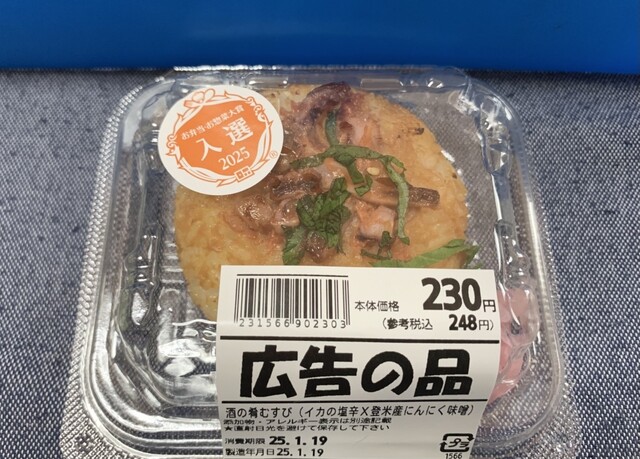 お弁当・お惣菜大賞
入選
2025
231566902303
本体価格 230円
(参考税込 248円)
広告の品
酒の肴むすび(イカの塩辛X登米産にんにく味噌)
添加物・アレルギー表示は別途記載
★直射日光を避けて保存して下さい
消費期限 25.1.19
製造年月日 25.1.19
プラ
1566